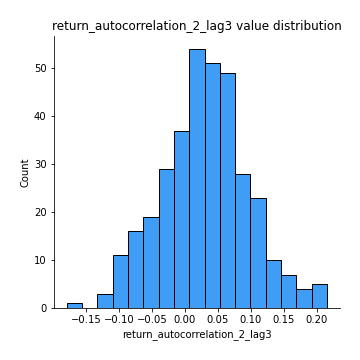 return_autocorrelation_2_lag3 value distribution
50
40
30
20
10
0
Count
−0.15 −0.10 −0.05 0.00 0.05 0.10 0.15 0.20
return_autocorrelation_2_lag3